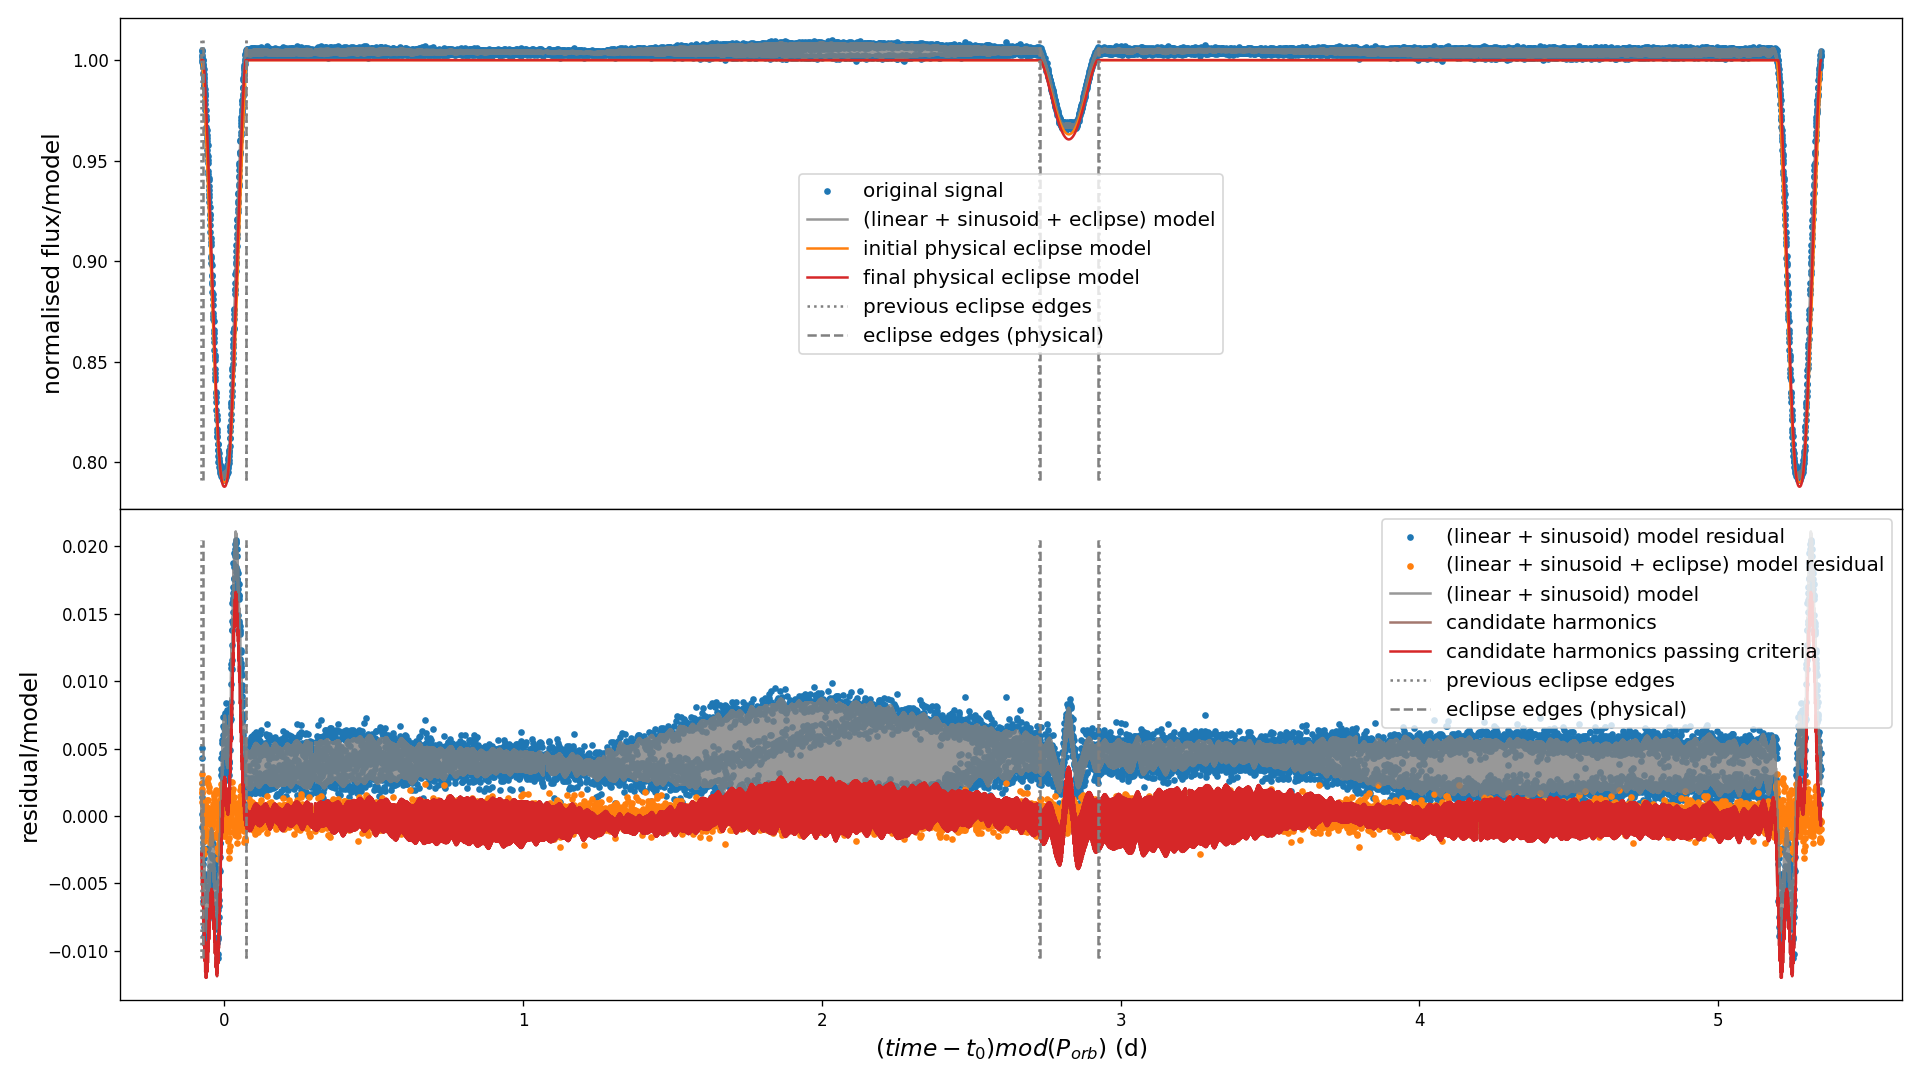 normalised flux/model
1.00
0.95
0.90
0.85
0.80
original signal
(linear + sinusoid + eclipse) model
initial physical eclipse model
final physical eclipse model
previous eclipse edges
eclipse edges (physical)
residual/model
0.020
0.015
0.010
0.005
0.000
−0.005
−0.010
(linear + sinusoid) model residual
(linear + sinusoid + eclipse) model residual
(linear + sinusoid) model
candidate harmonics
candidate harmonics passing criteria
previous eclipse edges
eclipse edges (physical)
0 1 2 3 4 5
(time − t₀)mod(P_orb) (d)